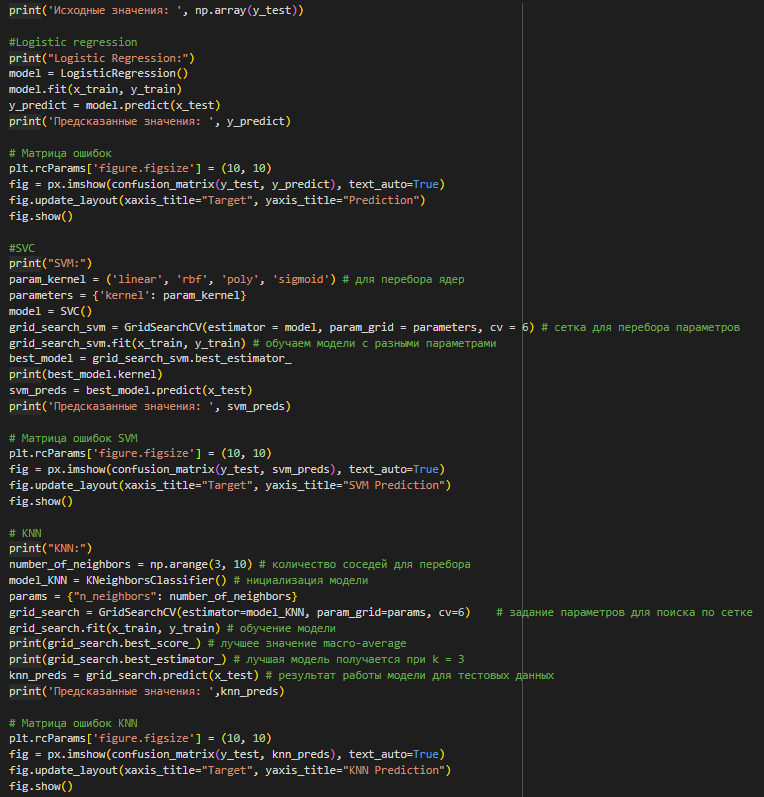 print('Исходные значения: ', np.array(y_test))
#Logistic regression
print("Logistic Regression:")
model = LogisticRegression()
model.fit(x_train, y_train)
y_predict = model.predict(x_test)
print('Предсказанные значения: ', y_predict)
# Матрица ошибок
plt.rcParams['figure.figsize'] = (10, 10)
fig = px.imshow(confusion_matrix(y_test, y_predict), text_auto=True)
fig.update_layout(xaxis_title="Target", yaxis_title="Prediction")
fig.show()
#SVC
print("SVM:")
param_kernel = ('linear', 'rbf', 'poly', 'sigmoid') # для перебора ядер
parameters = {'kernel': param_kernel}
model = SVC()
grid_search_svm = GridSearchCV(estimator = model, param_grid = parameters, cv = 6) # сетка для перебора параметров
grid_search_svm.fit(x_train, y_train) # обучаем модели с разными параметрами
best_model = grid_search_svm.best_estimator_
print(best_model.kernel)
svm_preds = best_model.predict(x_test)
print('Предсказанные значения: ', svm_preds)
# Матрица ошибок SVM
plt.rcParams['figure.figsize'] = (10, 10)
fig = px.imshow(confusion_matrix(y_test, svm_preds), text_auto=True)
fig.update_layout(xaxis_title="Target", yaxis_title="SVM Prediction")
fig.show()
# KNN
print("KNN:")
number_of_neighbors = np.arange(3, 10) # количество соседей для перебора
model_KNN = KNeighborsClassifier() # нициализация модели
params = {"n_neighbors": number_of_neighbors}
grid_search = GridSearchCV(estimator=model_KNN, param_grid=params, cv=6)    # задание параметров для поиска по сетке
grid_search.fit(x_train, y_train) # обучение модели
print(grid_search.best_score_) # лучшее значение macro-average
print(grid_search.best_estimator_) # лучшая модель получается при k = 3
knn_preds = grid_search.predict(x_test) # результат работы модели для тестовых данных
print('Предсказанные значения: ',knn_preds)
# Матрица ошибок KNN
plt.rcParams['figure.figsize'] = (10, 10)
fig = px.imshow(confusion_matrix(y_test, knn_preds), text_auto=True)
fig.update_layout(xaxis_title="Target", yaxis_title="KNN Prediction")
fig.show()